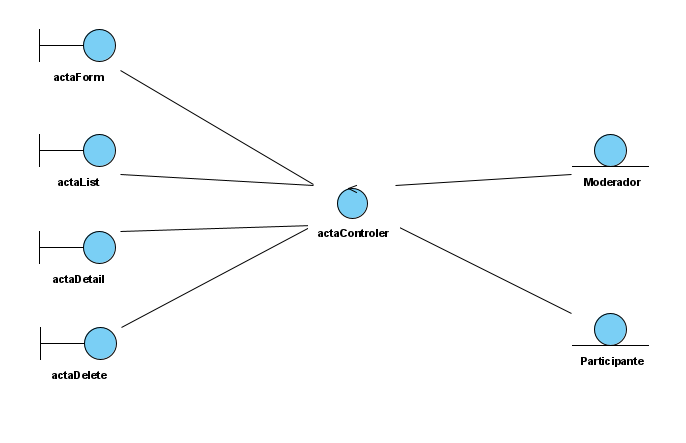 actaForm
actaList
actaDetail
actaDelete
actaControler
Moderador
Participante